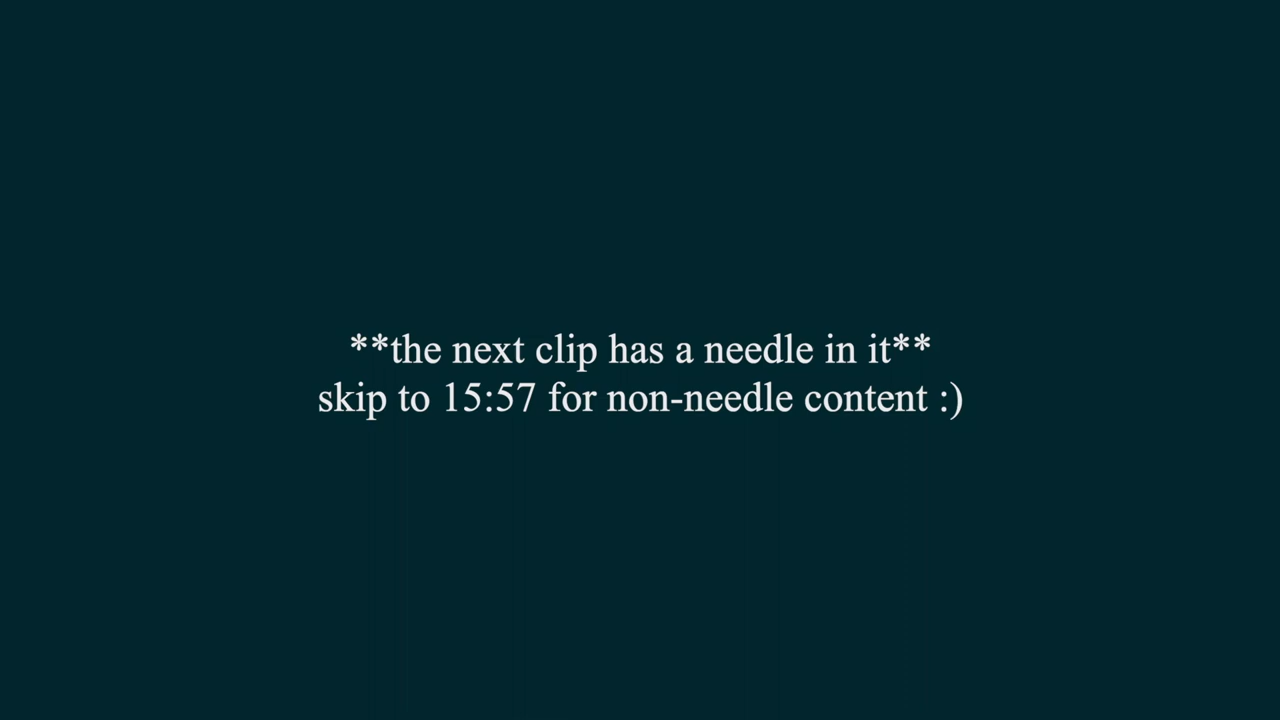 **the next clip has a needle in it**
skip to 15:57 for non-needle content :)